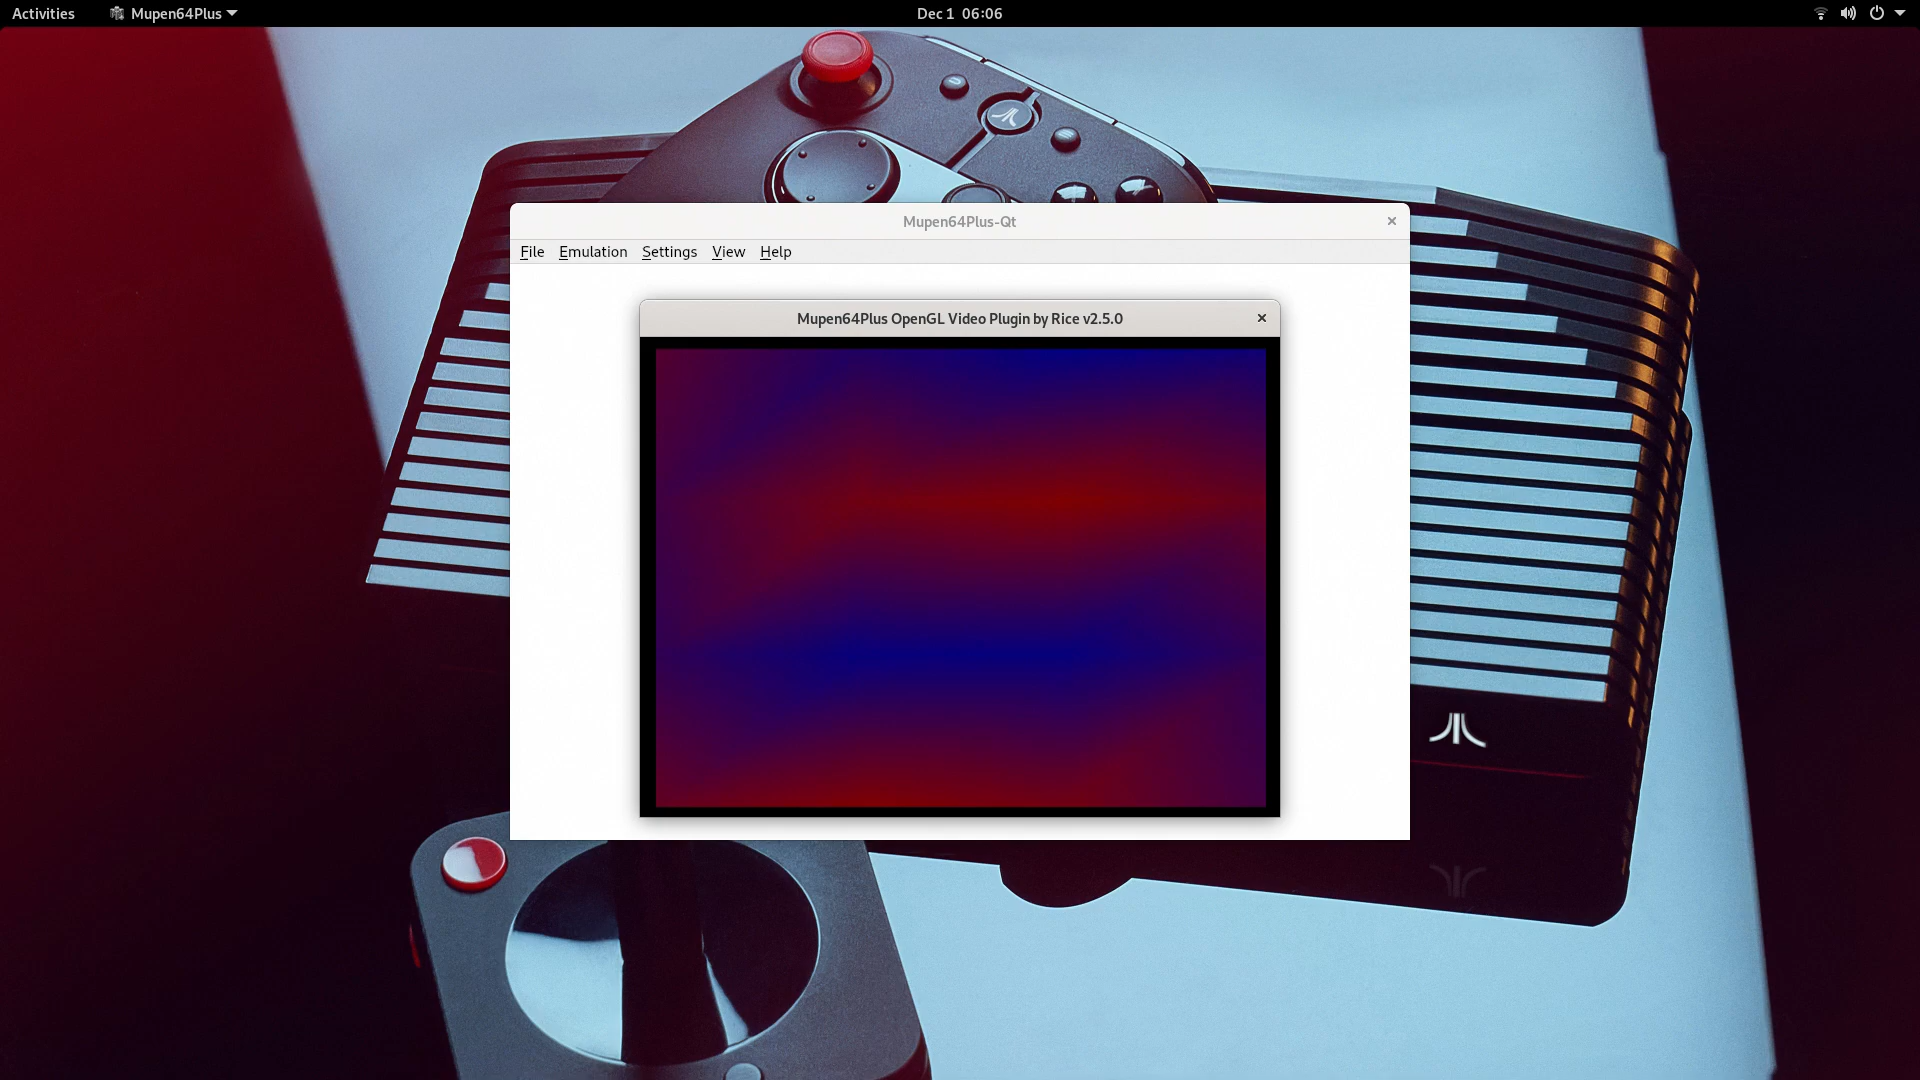 Activities
Mupen64Plus
Dec 1 06:06
Mupen64Plus-Qt
File Emulation Settings View Help
Mupen64Plus OpenGL Video Plugin by Rice v2.5.0